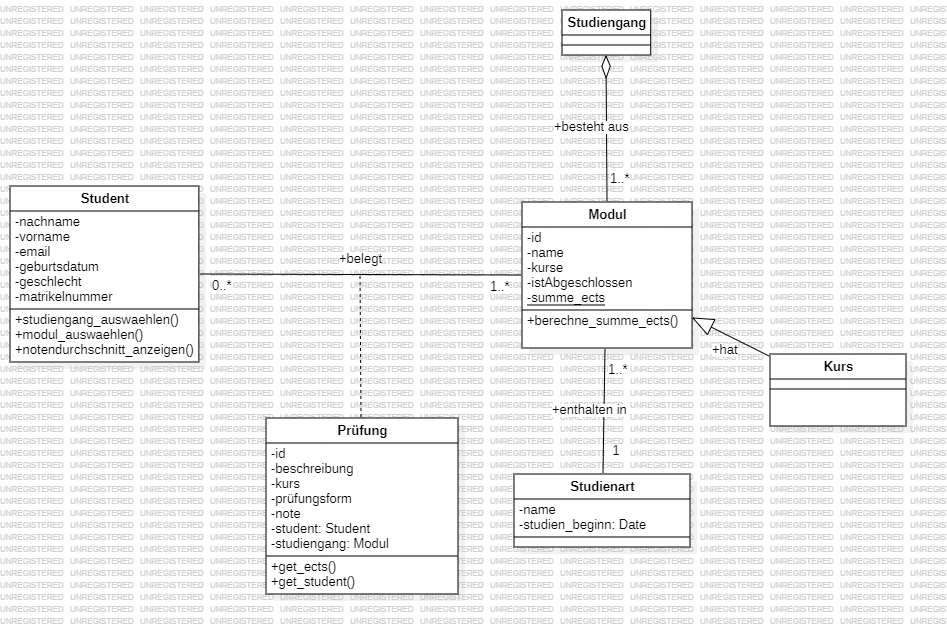 Studiengang
+besteht aus
1..*
Student
-nachname
-vorname
-email
-geburtsdatum
-geschlecht
-matrikelnummer
+studiengang_auswaehlen()
+modul_auswaehlen()
+notendurchschnitt_anzeigen()
+belegt
0..*
1..*
Modul
-id
-name
-kurse
-istAbgeschlossen
-summe_ects
+berechne_summe_ects()
+hat
Kurs
1..*
+enthalten in
1
Prüfung
-id
-beschreibung
-kurs
-prüfungsform
-note
-student: Student
-studiengang: Modul
+get_ects()
+get_student()
Studienart
-name
-studien_beginn: Date
UNREGISTERED